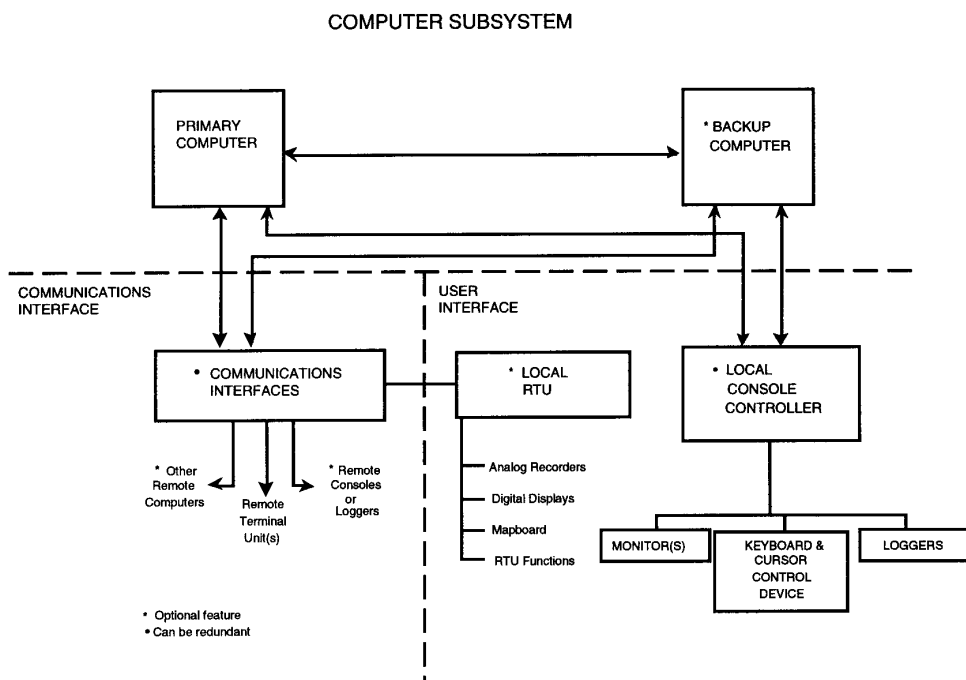 COMPUTER SUBSYSTEM
PRIMARY
COMPUTER
* BACKUP
COMPUTER
COMMUNICATIONS
INTERFACE
USER
INTERFACE
• COMMUNICATIONS
INTERFACES
* LOCAL
RTU
• LOCAL
CONSOLE
CONTROLLER
* Other
Remote
Computers
Remote
Terminal
Unit(s)
* Remote
Consoles
or
Loggers
Analog Recorders
Digital Displays
Mapboard
RTU Functions
MONITOR(S)
KEYBOARD &
CURSOR
CONTROL
DEVICE
LOGGERS
* Optional feature
• Can be redundant